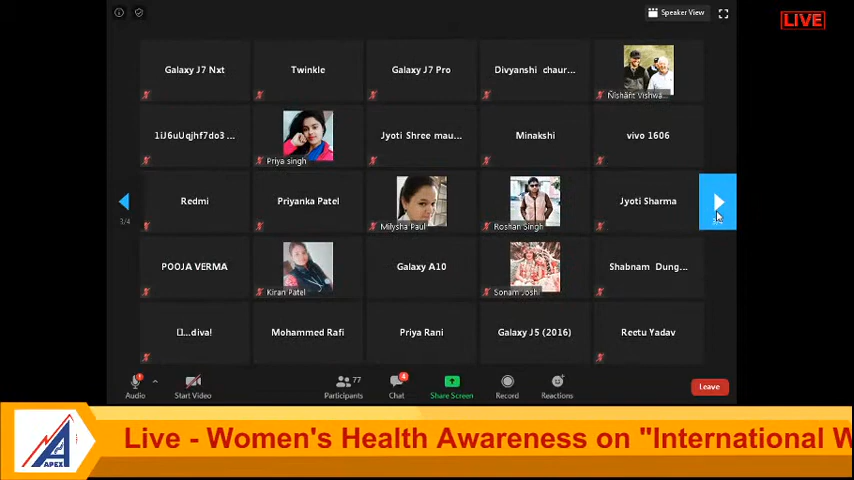 Speaker View
LIVE
Galaxy J7 Nxt
Twinkle
Galaxy J7 Pro
Divyanshi chaur...
Nishant Vishwa...
1iJ6uUqjhf7do3...
Priya singh
Jyoti Shree mau...
Minakshi
vivo 1606
Redmi
Priyanka Patel
Milysha Paul
Roshan Singh
Jyoti Sharma
3/4
POOJA VERMA
Kiran Patel
Galaxy A10
Sonam Joshi
Shabnam Dung...
...diva!
Mohammed Rafi
Priya Rani
Galaxy J5 (2016)
Reetu Yadav
Audio
Start Video
Participants
77
Chat
4
Share Screen
Record
Reactions
Leave
APEX
Live - Women's Health Awareness on "International W